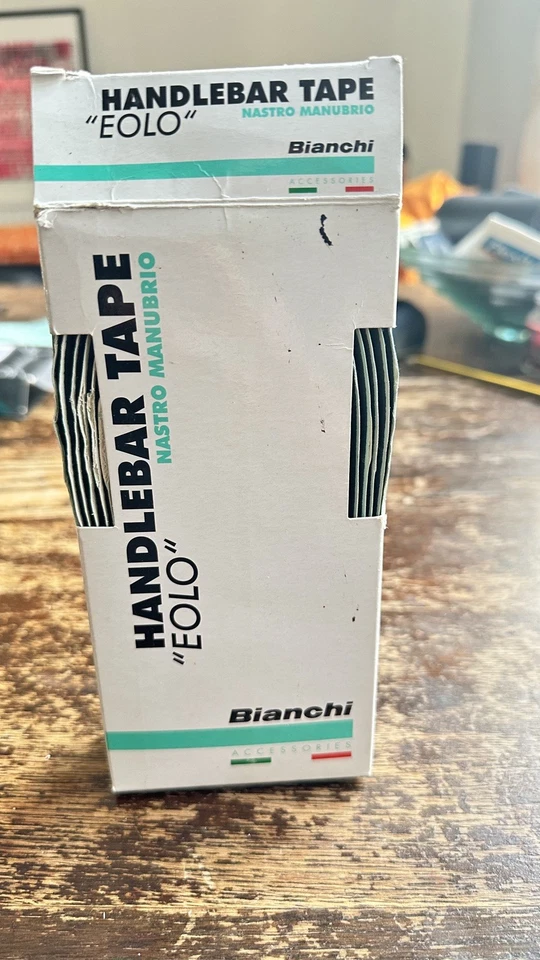 HANDLEBAR TAPE
NASTRO MANUBRIO
"EOLO"
Bianchi
ACCESSORIES
HANDLEBAR TAPE
NASTRO MANUBRIO
"EOLO"
Bianchi
ACCESSORIES